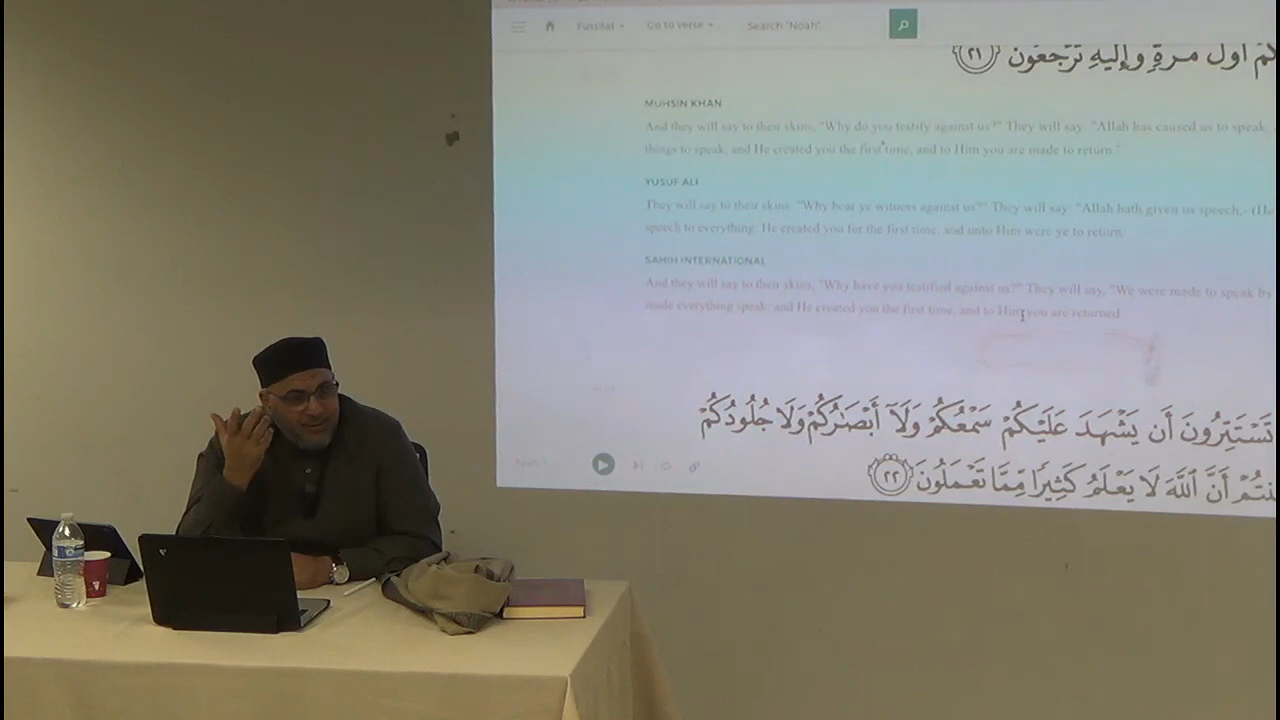 Fussilat Go to verse Search "Noah"
كم أول مرة وإليه ترجعون ٢١
MUHSIN KHAN
And they will say to their skins, "Why do you testify against us?" They will say: "Allah has caused us to speak,
things to speak, and He created you the first time, and to Him you are made to return."
YUSUF ALI
They will say to their skins: "Why bear ye witness against us?" They will say: "Allah hath given us speech,- (He
speech to everything: He created you for the first time, and unto Him were ye to return.
SAHIH INTERNATIONAL
And they will say to their skins, "Why have you testified against us?" They will say, "We were made to speak by
made everything speak; and He created you the first time, and to Him you are returned.
تَسْتَتِرُونَ أَن يَشْهَدَ عَلَيْكُمْ سَمْعُكُمْ وَلَآ أَبْصَٰرُكُمْ وَلَا جُلُودُكُمْ
نتُمْ أَنَّ ٱللَّهَ لَا يَعْلَمُ كَثِيرًا مِّمَّا تَعْمَلُونَ ٢٢